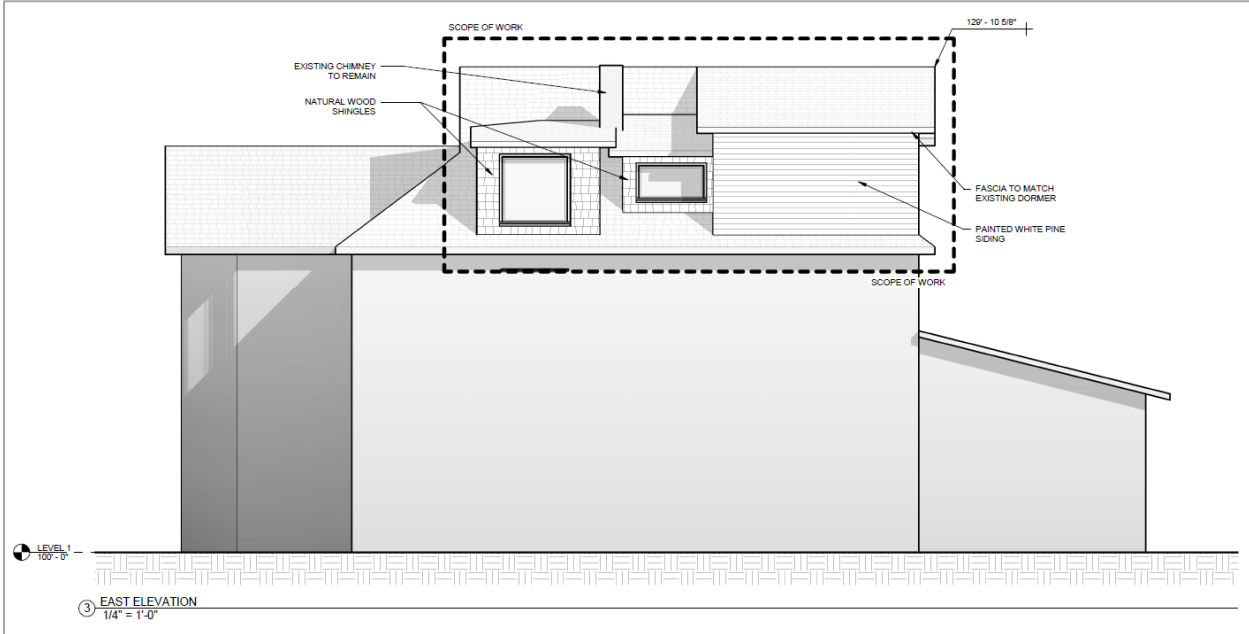 SCOPE OF WORK
129' - 10 5/8"
EXISTING CHIMNEY
TO REMAIN
NATURAL WOOD
SHINGLES
FASCIA TO MATCH
EXISTING DORMER
PAINTED WHITE PINE
SIDING
SCOPE OF WORK
LEVEL 1
100' - 0"
3
EAST ELEVATION
1/4" = 1'-0"